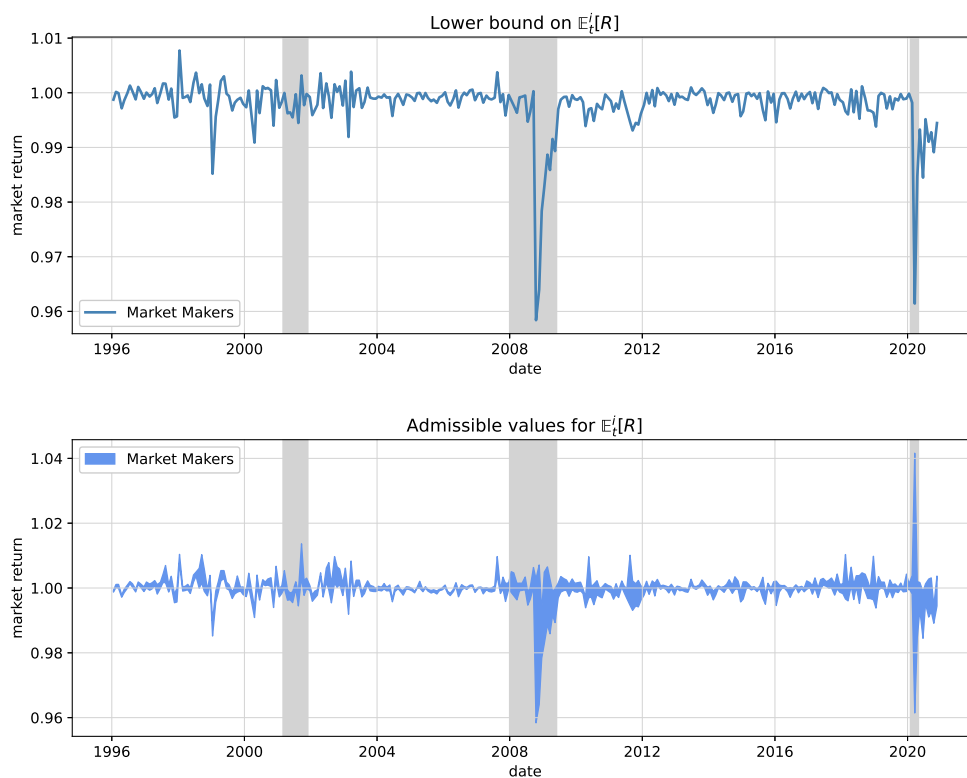 Lower bound on 𝔼ᵢₜ[R]
1.01
1.00
0.99
0.98
0.97
0.96
market return
Market Makers
1996 2000 2004 2008 2012 2016 2020
date
Admissible values for 𝔼ᵢₜ[R]
1.04
1.02
1.00
0.98
0.96
market return
Market Makers
1996 2000 2004 2008 2012 2016 2020
date